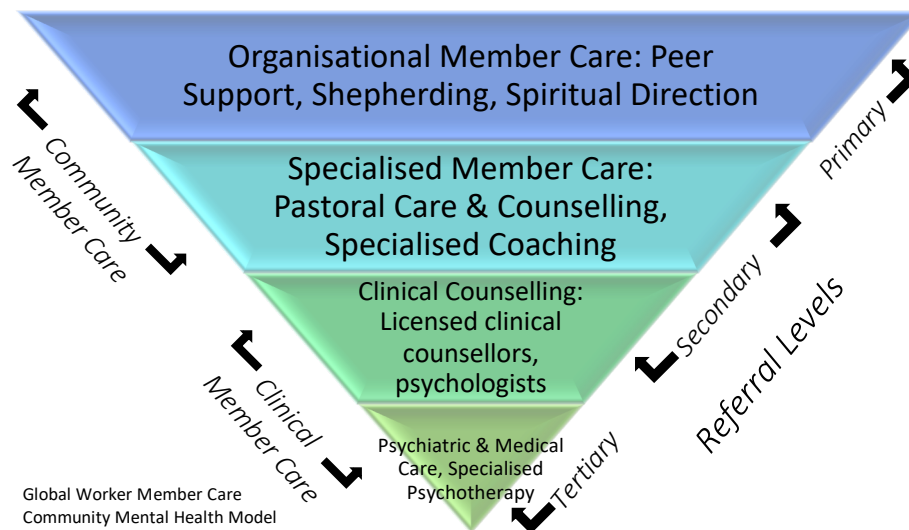 Organisational Member Care: Peer
Support, Shepherding, Spiritual Direction
Specialised Member Care:
Pastoral Care & Counselling,
Specialised Coaching
Clinical Counselling:
Licensed clinical
counsellors,
psychologists
Psychiatric & Medical
Care, Specialised
Psychotherapy
Community
Member Care
Clinical
Member Care
Primary
Secondary
Tertiary
Referral Levels
Global Worker Member Care
Community Mental Health Model